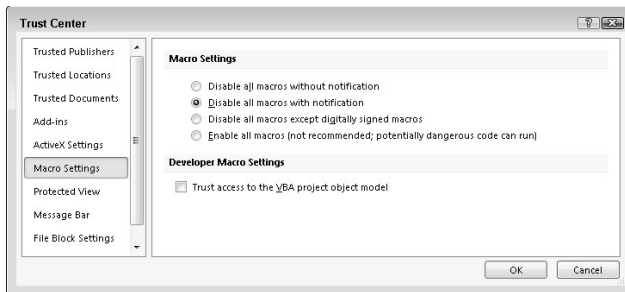 Trust Center
Trusted Publishers
Trusted Locations
Trusted Documents
Add-ins
ActiveX Settings
Macro Settings
Protected View
Message Bar
File Block Settings
Macro Settings
Disable all macros without notification
Disable all macros with notification
Disable all macros except digitally signed macros
Enable all macros (not recommended; potentially dangerous code can run)
Developer Macro Settings
Trust access to the VBA project object model
OK
Cancel